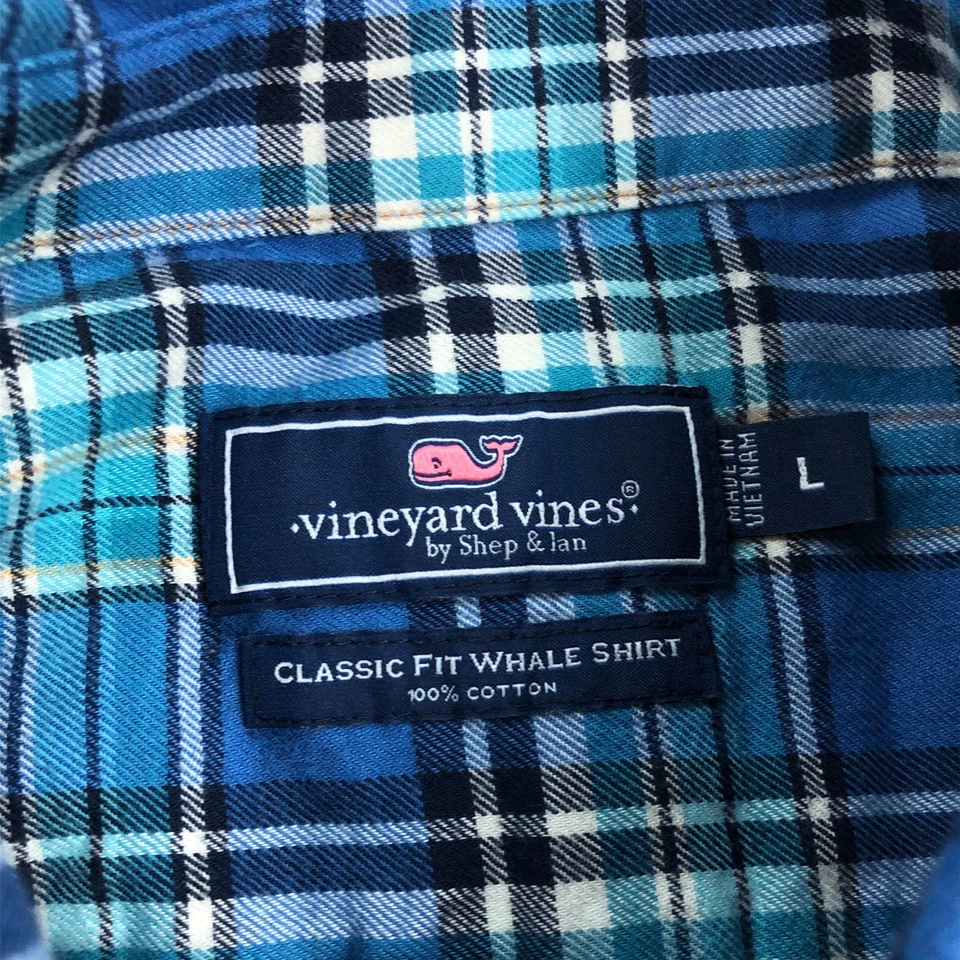 ·vineyard vines®·
by Shep & Ian
MADE IN
VIETNAM
L
CLASSIC FIT WHALE SHIRT
100% COTTON